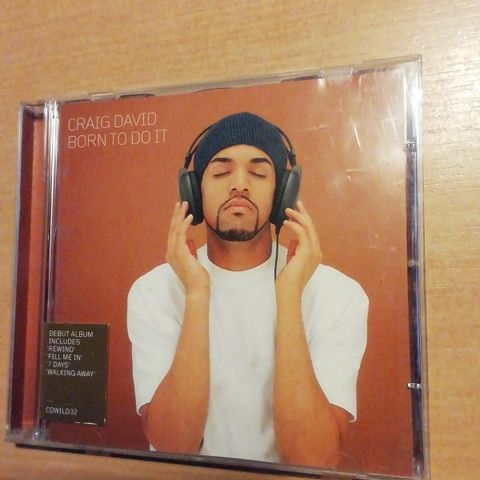 CRAIG DAVID
BORN TO DO IT
DEBUT ALBUM
INCLUDES
'REWIND'
'FILL ME IN'
'7 DAYS'
'WALKING AWAY'
CDWILD32